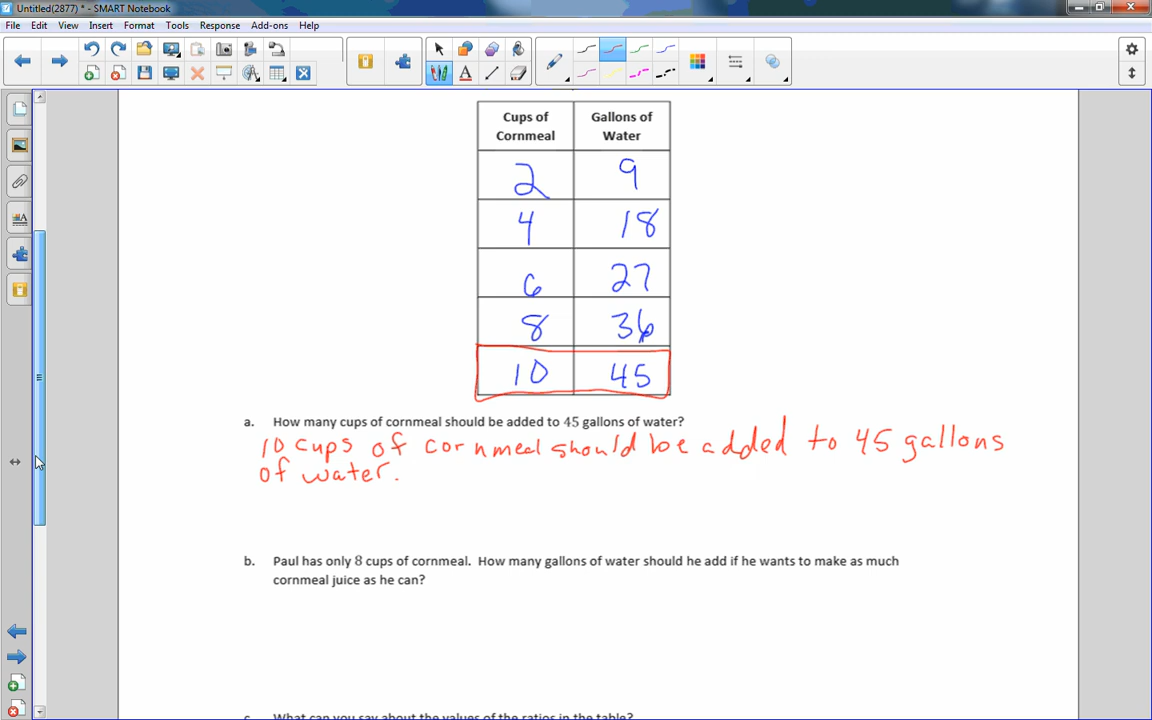 Untitled(2877) * - SMART Notebook
File Edit View Insert Format Tools Response Add-ons Help
Cups of Cornmeal Gallons of Water
2 9
4 18
6 27
8 36
10 45
a. How many cups of cornmeal should be added to 45 gallons of water?
10 cups of cornmeal should be added to 45 gallons
of water.
b. Paul has only 8 cups of cornmeal. How many gallons of water should he add if he wants to make as much
cornmeal juice as he can?
c. What can you say about the values of the ratios in the table?